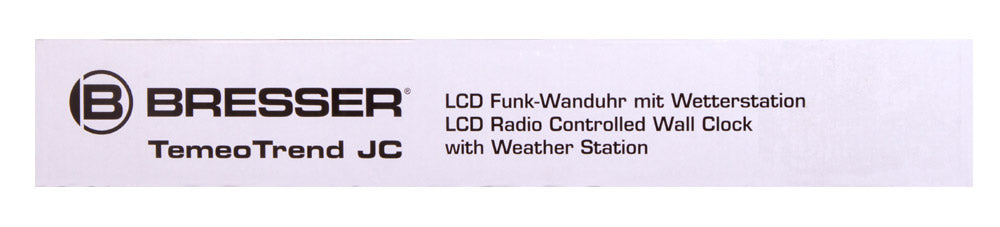 B BRESSER®
TemeoTrend JC
LCD Funk-Wanduhr mit Wetterstation
LCD Radio Controlled Wall Clock
with Weather Station